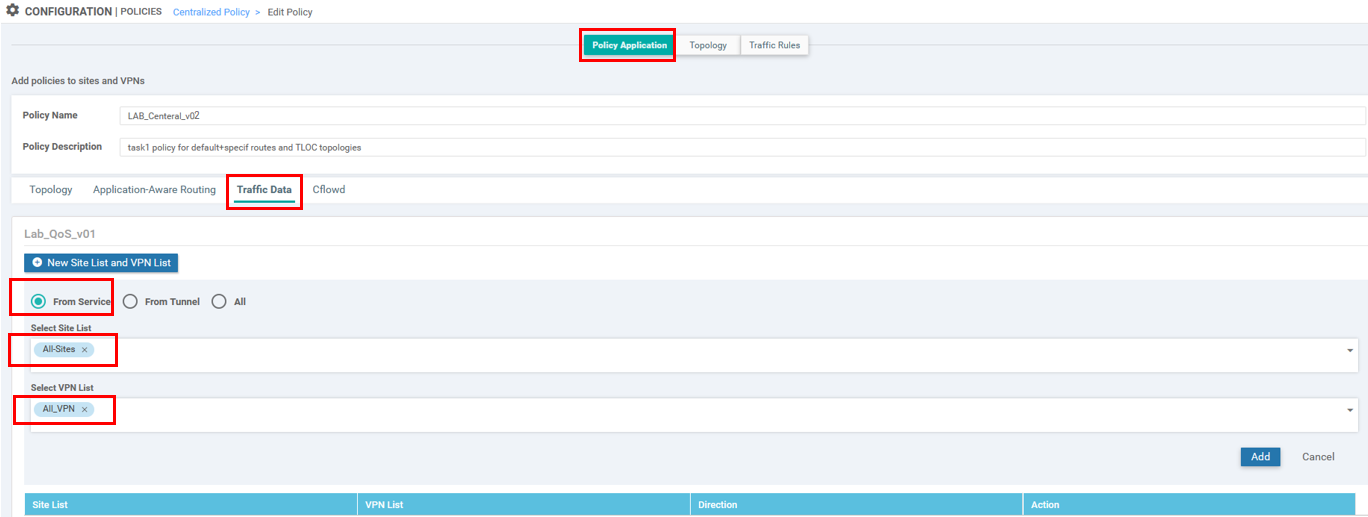 CONFIGURATION | POLICIES Centralized Policy > Edit Policy
Policy Application Topology Traffic Rules
Add policies to sites and VPNs
Policy Name LAB_Centeral_v02
Policy Description task1 policy for default+specif routes and TLOC topologies
Topology Application-Aware Routing Traffic Data Cflowd
Lab_QoS_v01
New Site List and VPN List
From Service From Tunnel All
Select Site List
All-Sites ×
Select VPN List
All_VPN ×
Add Cancel
Site List VPN List Direction Action